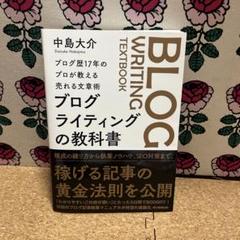 中島大介
Daisuke Nakajima
ブログ歴17年の
プロが教える
売れる文章術
ブログ
ライティング
の教科書
BLOG
WRITING
TEXTBOOK
稼げる記事の
黄金法則を公開